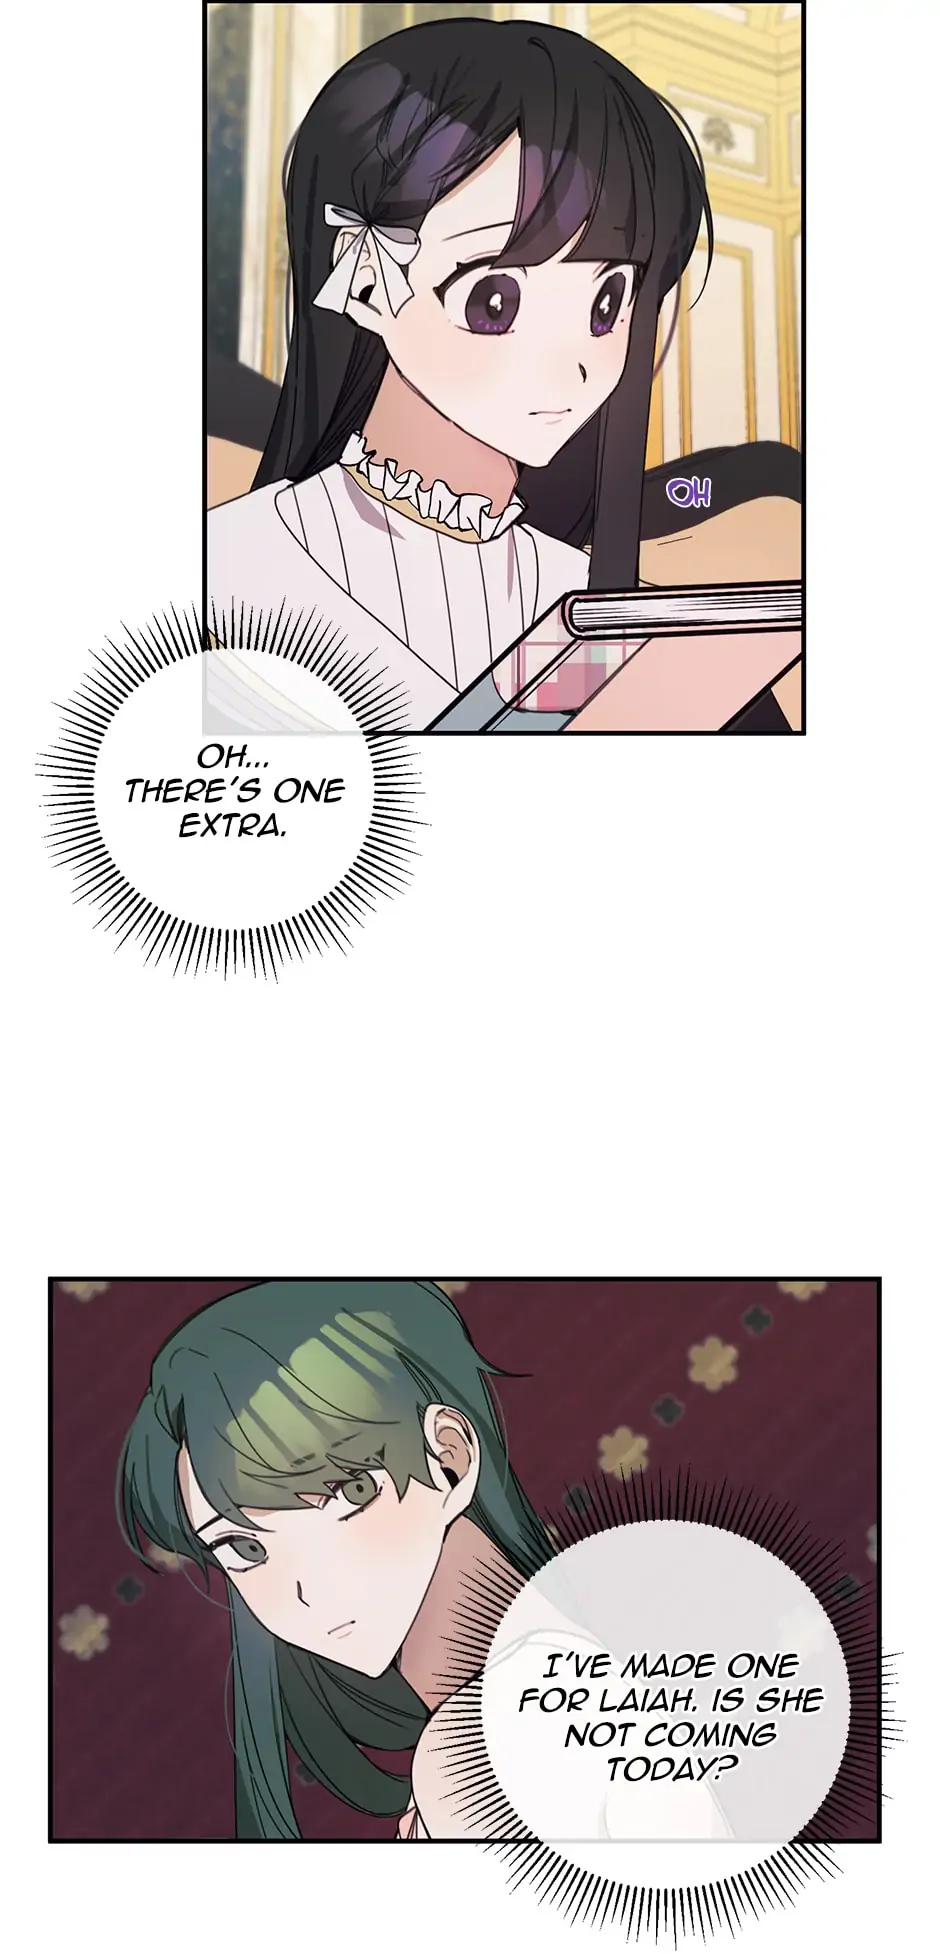 OH
OH...
THERE'S ONE
EXTRA.
I'VE MADE ONE
FOR LAIAH. IS SHE
NOT COMING
TODAY?